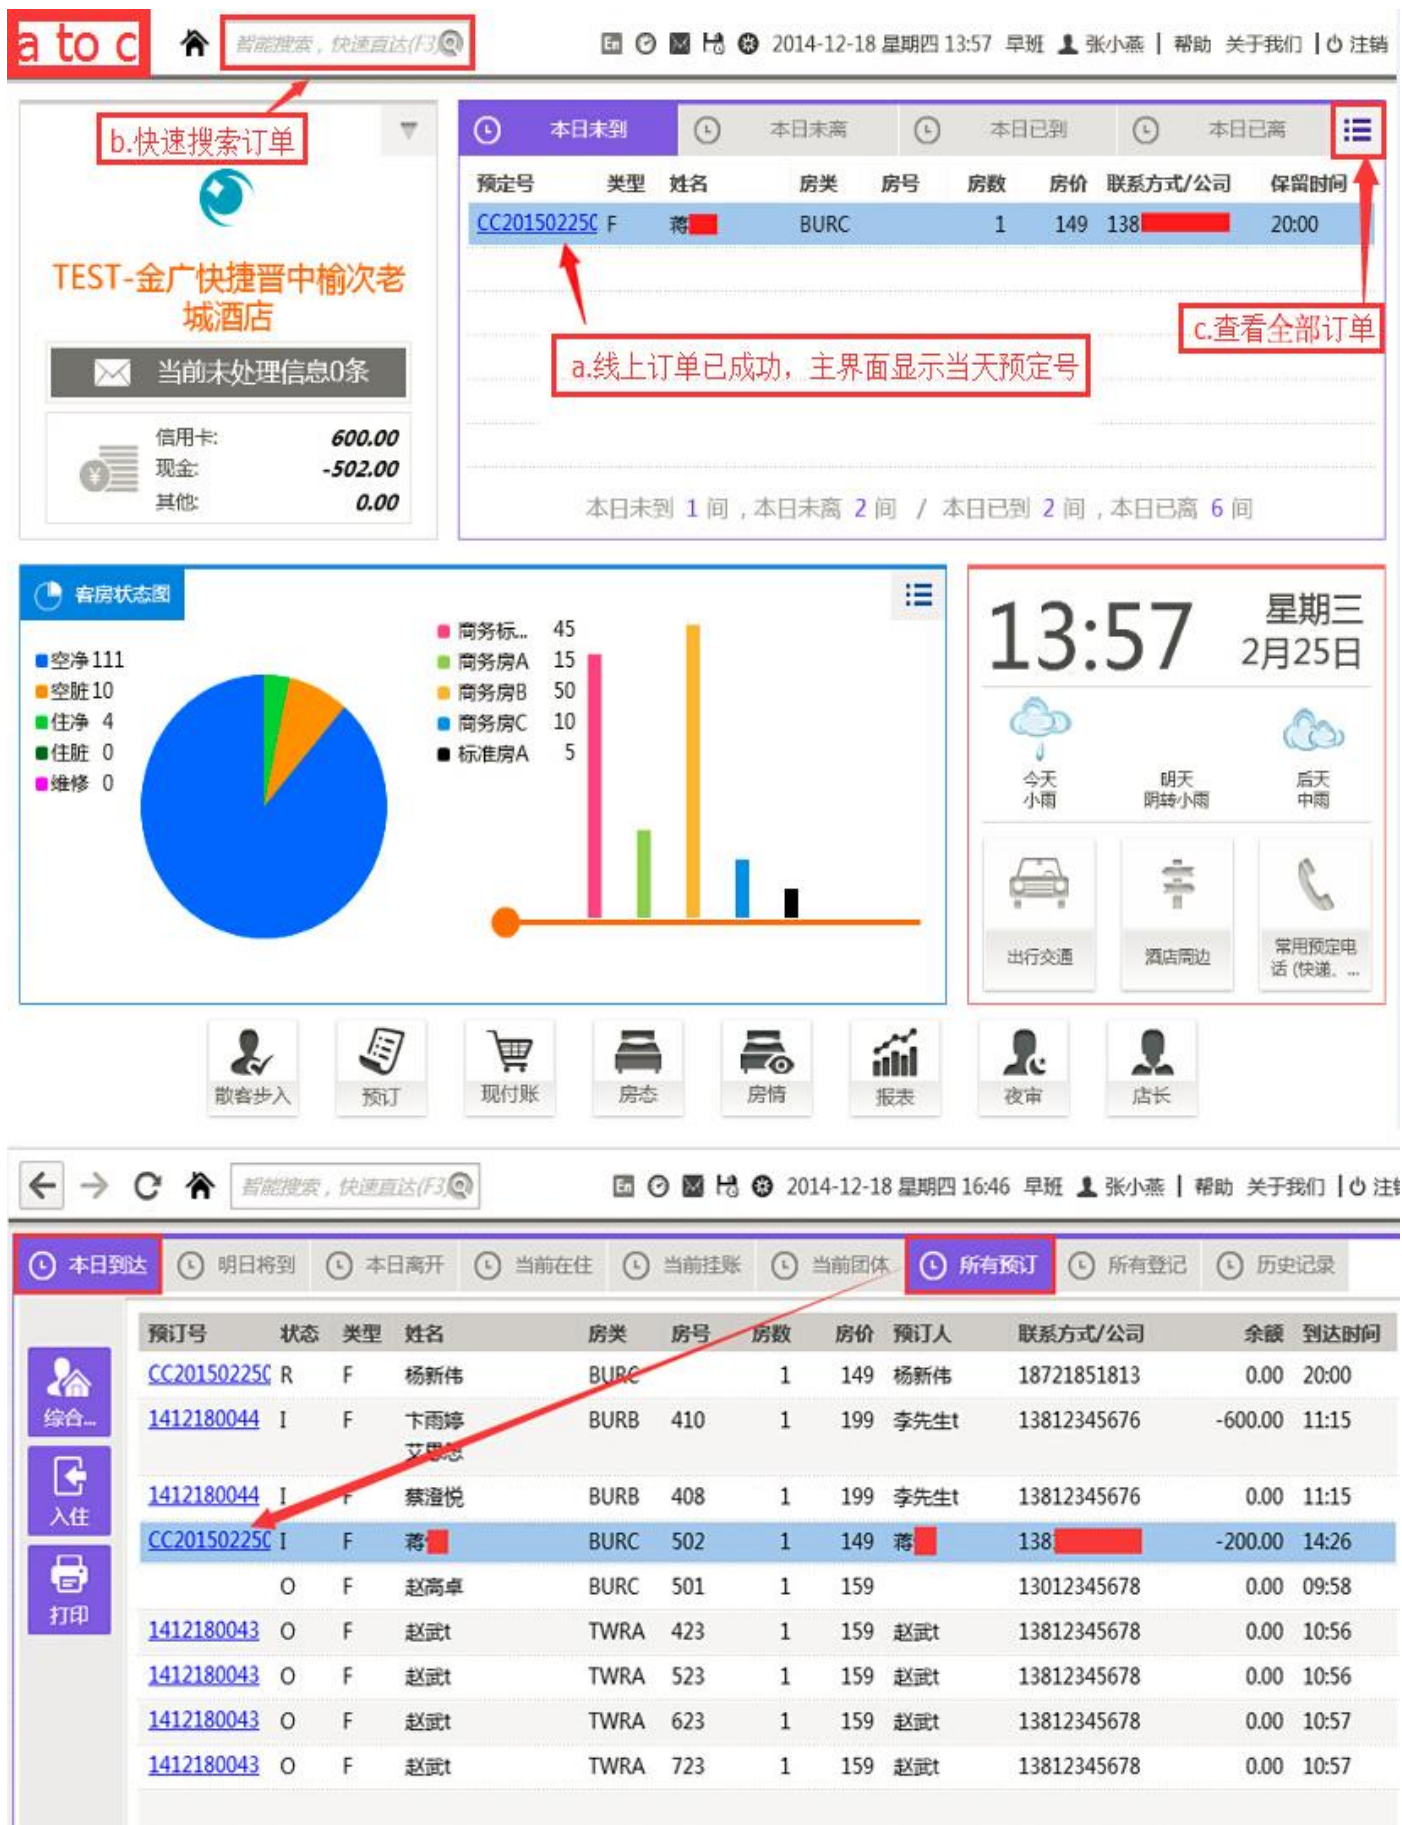 a to c
智能搜索，快速直达(F3)
En
2014-12-18 星期四 13:57 早班 张小燕 | 帮助 关于我们 | 注销
b.快速搜索订单
TEST-金广快捷晋中榆次老
城酒店
当前未处理信息0条
信用卡: 600.00
现金: -502.00
其他: 0.00
本日未到 本日未离 本日已到 本日已离
预定号 类型 姓名 房类 房号 房数 房价 联系方式/公司 保留时间
CC20150225C F 蒋 BURC 1 149 138 20:00
c.查看全部订单
a.线上订单已成功，主界面显示当天预定号
本日未到 1 间 , 本日未离 2 间 / 本日已到 2 间 , 本日已离 6 间
客房状态图
空净 111
空脏 10
住净 4
住脏 0
维修 0
商务标... 45
商务房A 15
商务房B 50
商务房C 10
标准房A 5
13:57
星期三
2月25日
今天
小雨
明天
阴转小雨
后天
中雨
出行交通
酒店周边
常用预定电
话 (快递、...
散客步入 预订 现付账 房态 房情 报表 夜审 店长
智能搜索，快速直达(F3)
En
2014-12-18 星期四 16:46 早班 张小燕 | 帮助 关于我们 |
本日到达 明日将到 本日离开 当前在住 当前挂账 当前团体 所有预订 所有登记 历史记录
综合...
入住
打印
预订号 状态 类型 姓名 房类 房号 房数 房价 预订人 联系方式/公司 余额 到达时间
CC20150225C R F 杨新伟 BURC 1 149 杨新伟 18721851813 0.00 20:00
1412180044 I F 卞雨婷 BURB 410 1 199 李先生t 13812345676 -600.00 11:15
1412180044 I F 蔡澄悦 BURB 408 1 199 李先生t 13812345676 0.00 11:15
CC20150225C I F 蒋 BURC 502 1 149 蒋 138 -200.00 14:26
O F 赵高卓 BURC 501 1 159 13012345678 0.00 09:58
1412180043 O F 赵武t TWRA 423 1 159 赵武t 13812345678 0.00 10:56
1412180043 O F 赵武t TWRA 523 1 159 赵武t 13812345678 0.00 10:56
1412180043 O F 赵武t TWRA 623 1 159 赵武t 13812345678 0.00 10:57
1412180043 O F 赵武t TWRA 723 1 159 赵武t 13812345678 0.00 10:57